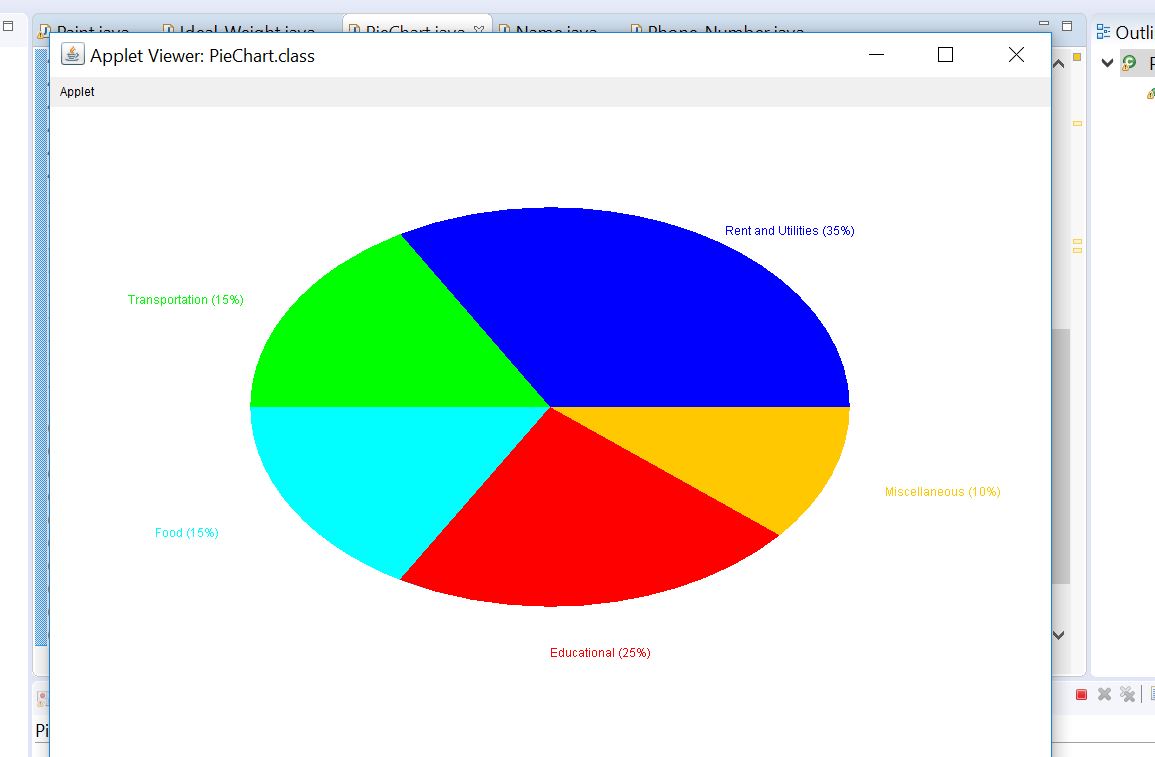 Paint.java Ideal_Weight.java PieChart.java Name.java Phone_Number.java
Outli
Applet Viewer: PieChart.class
Applet
Rent and Utilities (35%)
Transportation (15%)
Miscellaneous (10%)
Food (15%)
Educational (25%)
Pi